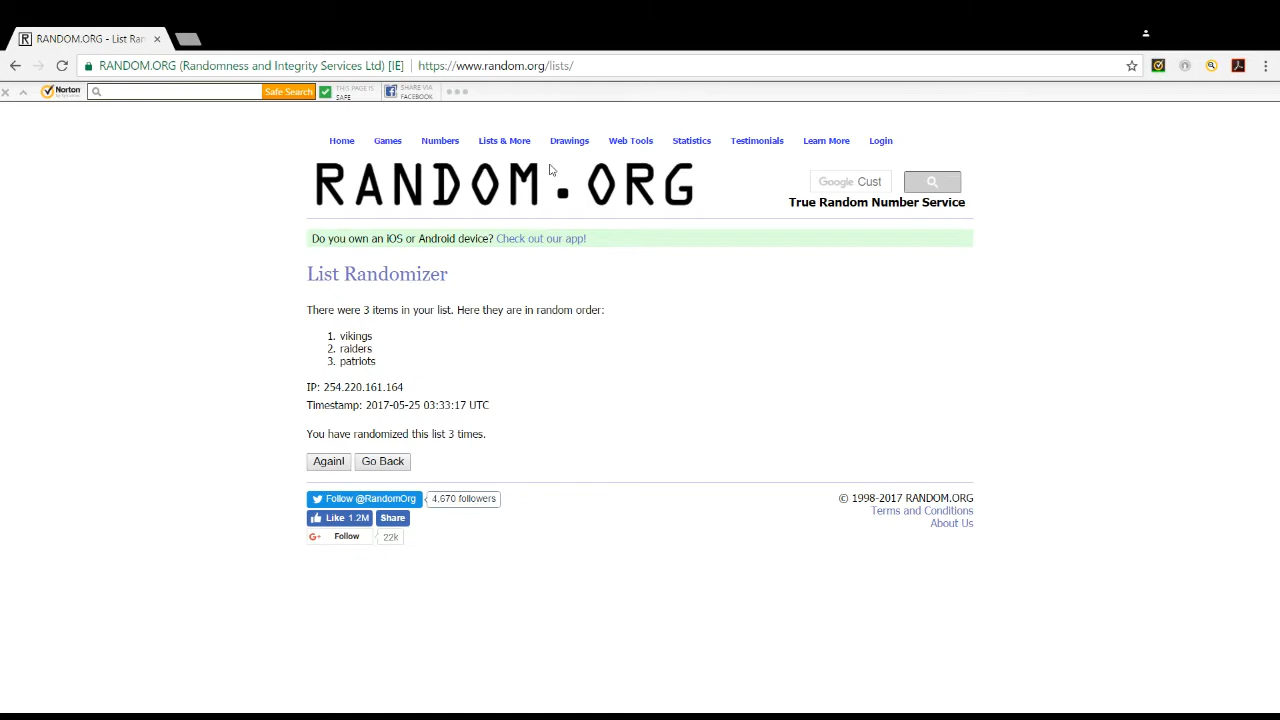 RANDOM.ORG - List Ran
RANDOM.ORG (Randomness and Integrity Services Ltd) [IE] https://www.random.org/lists/
Norton Safe Search THIS PAGE IS SAFE SHARE VIA FACEBOOK
Home Games Numbers Lists & More Drawings Web Tools Statistics Testimonials Learn More Login
RANDOM.ORG
Google Cust
True Random Number Service
Do you own an iOS or Android device? Check out our app!
List Randomizer
There were 3 items in your list. Here they are in random order:
1. vikings
2. raiders
3. patriots
IP: 254.220.161.164
Timestamp: 2017-05-25 03:33:17 UTC
You have randomized this list 3 times.
Again! Go Back
Follow @RandomOrg 4,670 followers
Like 1.2M Share
G+ Follow 22k
© 1998-2017 RANDOM.ORG
Terms and Conditions
About Us